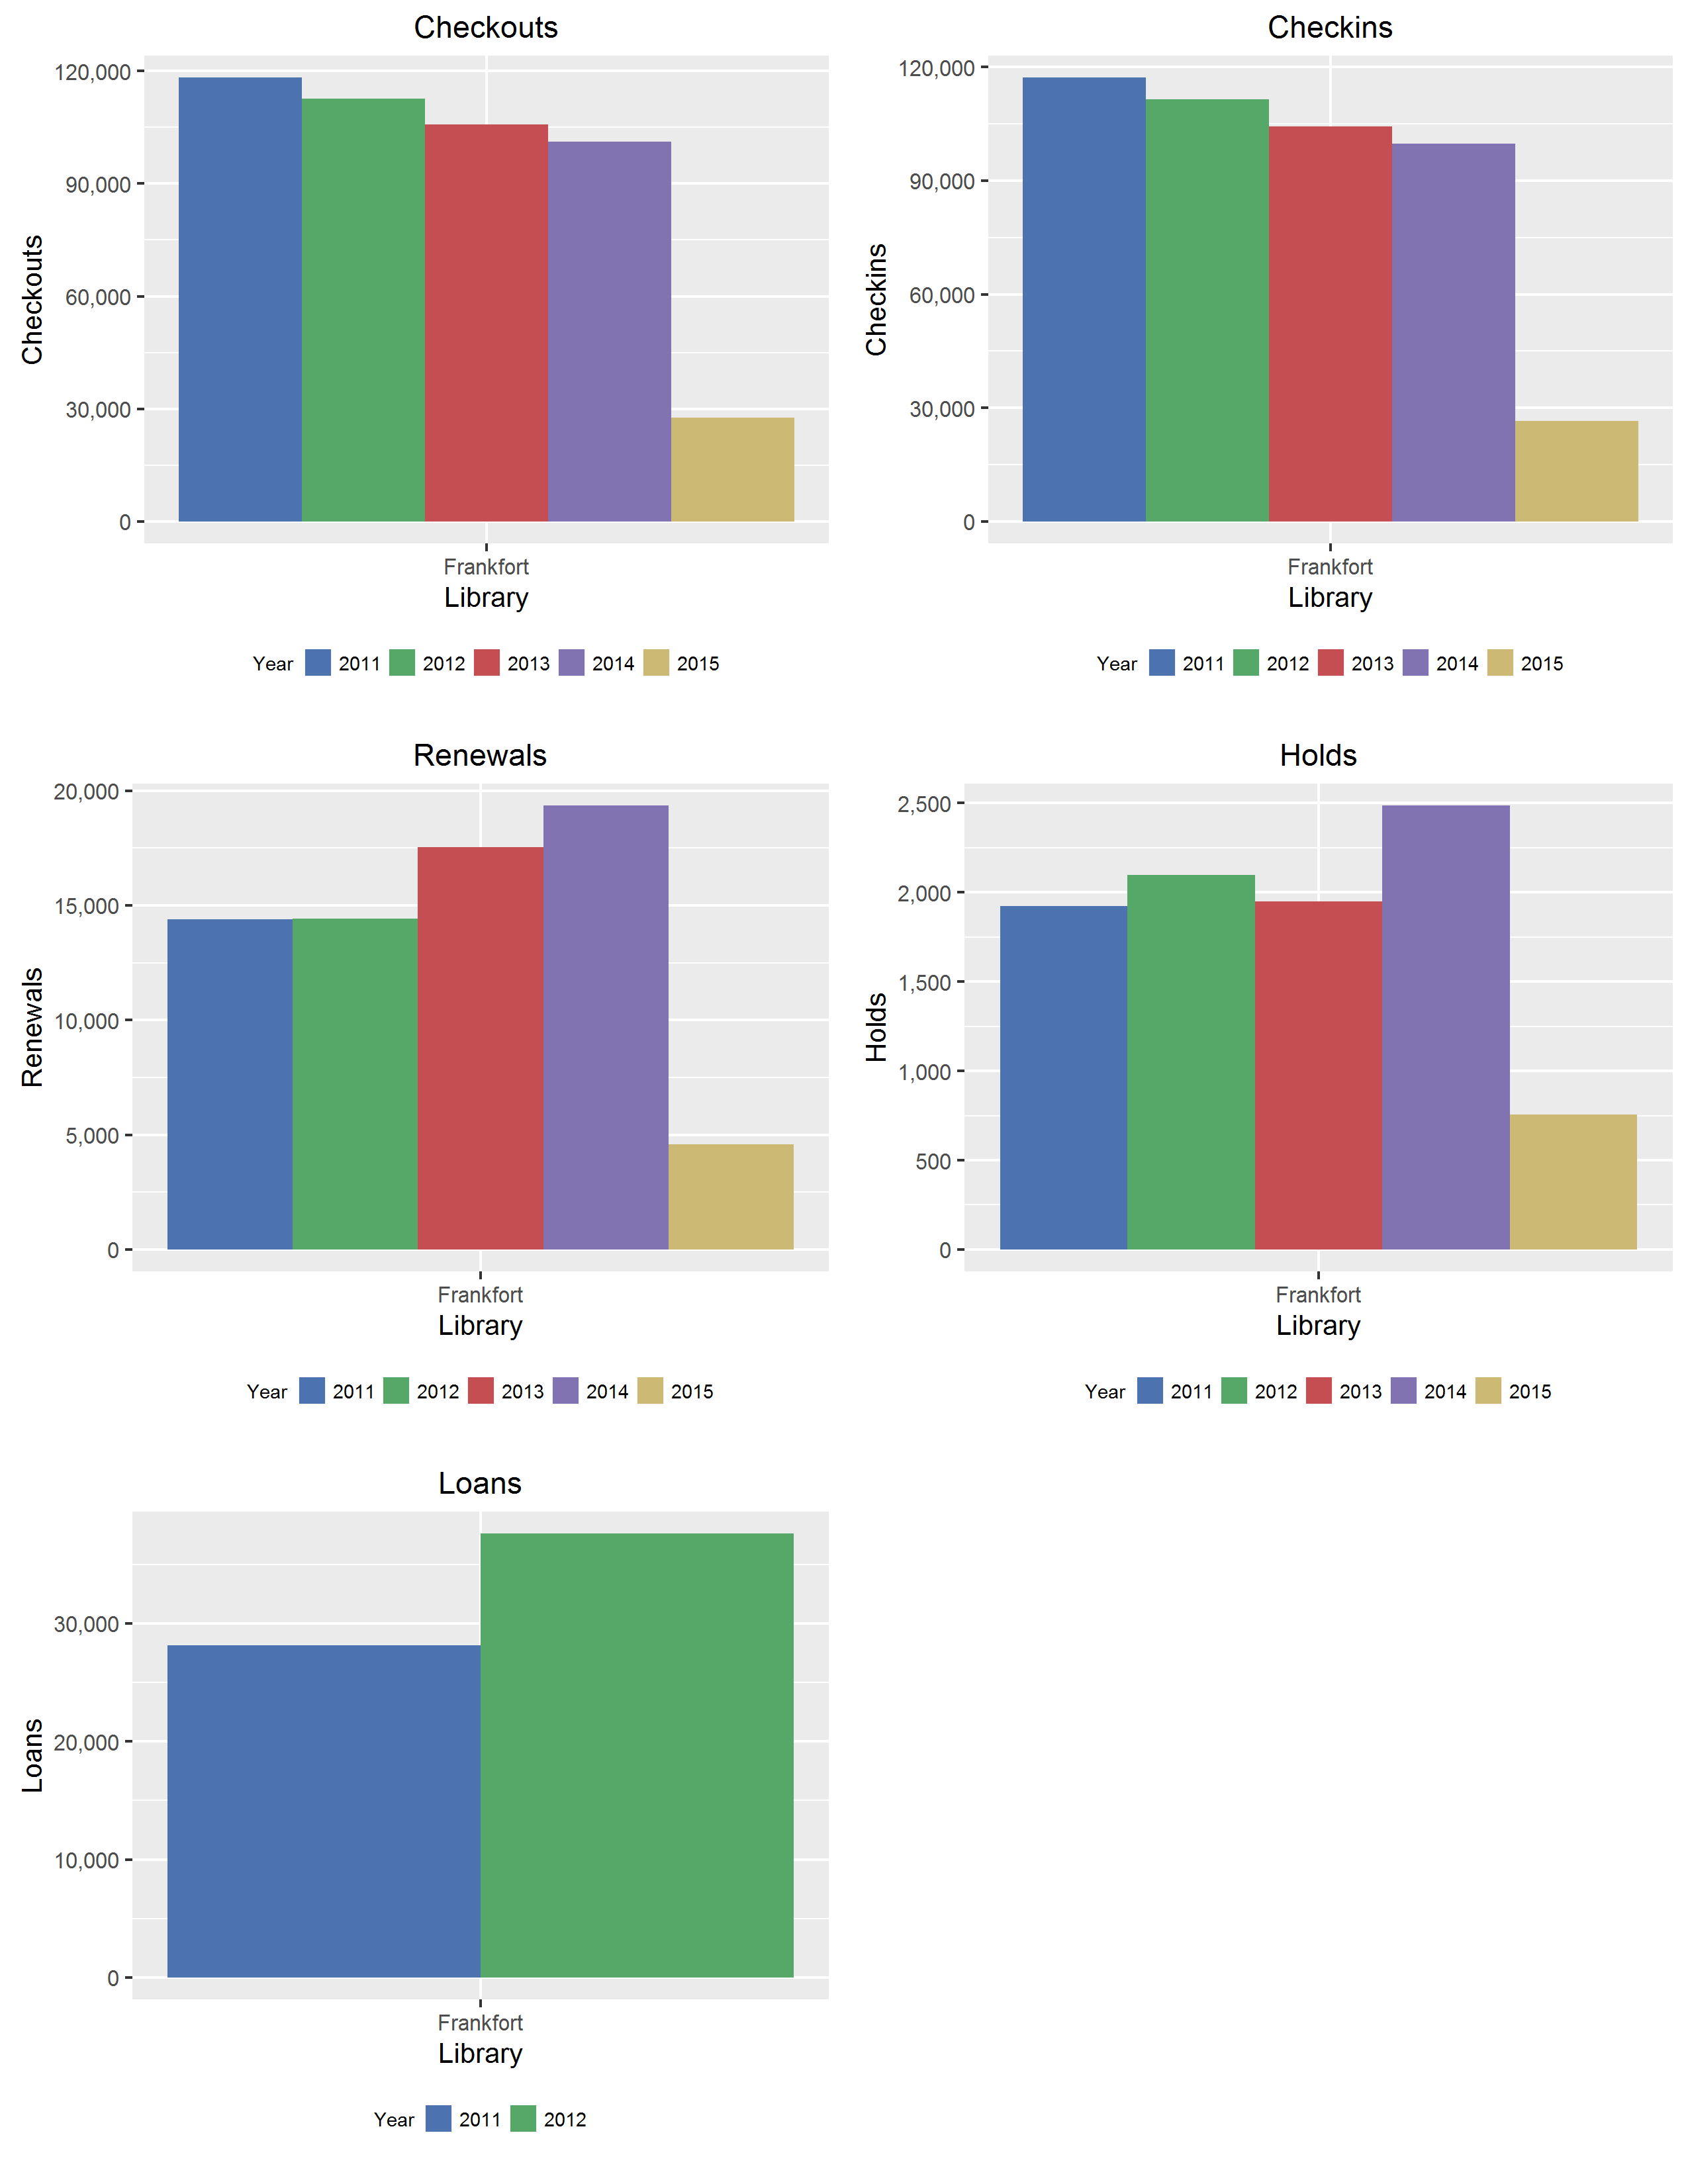 Checkouts
120,000
90,000
60,000
30,000
0
Checkouts
Frankfort
Library
Year 2011 2012 2013 2014 2015
Checkins
120,000
90,000
60,000
30,000
0
Checkins
Frankfort
Library
Year 2011 2012 2013 2014 2015
Renewals
20,000
15,000
10,000
5,000
0
Renewals
Frankfort
Library
Year 2011 2012 2013 2014 2015
Holds
2,500
2,000
1,500
1,000
500
0
Holds
Frankfort
Library
Year 2011 2012 2013 2014 2015
Loans
30,000
20,000
10,000
0
Loans
Frankfort
Library
Year 2011 2012